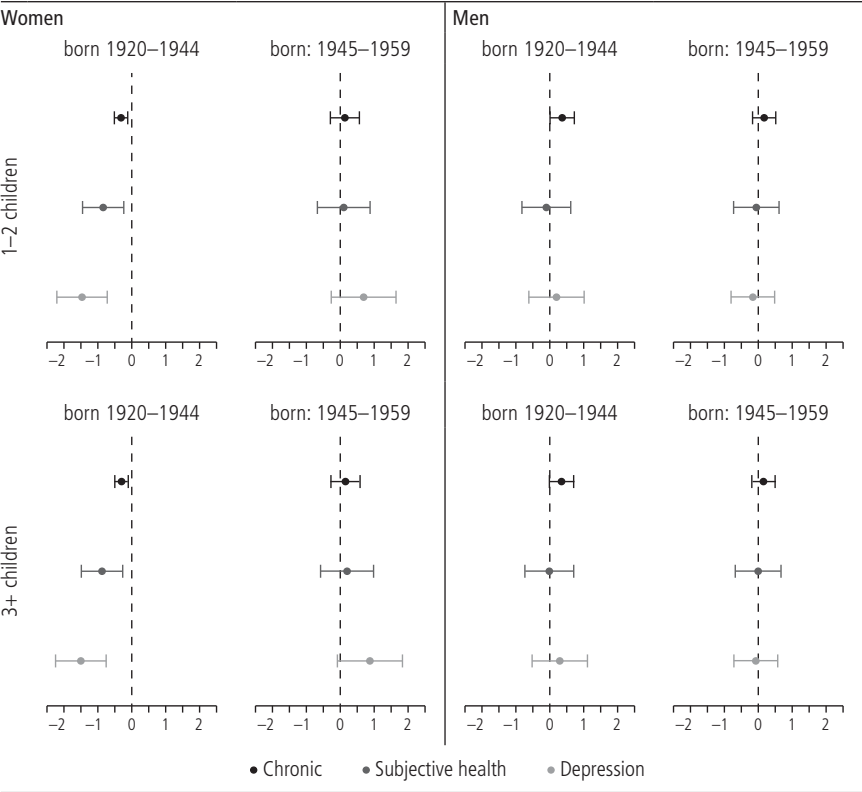 Women Men
born 1920–1944 born: 1945–1959 born 1920–1944 born: 1945–1959
1–2 children
–2 –1 0 1 2 –2 –1 0 1 2 –2 –1 0 1 2 –2 –1 0 1 2
born 1920–1944 born: 1945–1959 born 1920–1944 born: 1945–1959
3+ children
–2 –1 0 1 2 –2 –1 0 1 2 –2 –1 0 1 2 –2 –1 0 1 2
Chronic Subjective health Depression